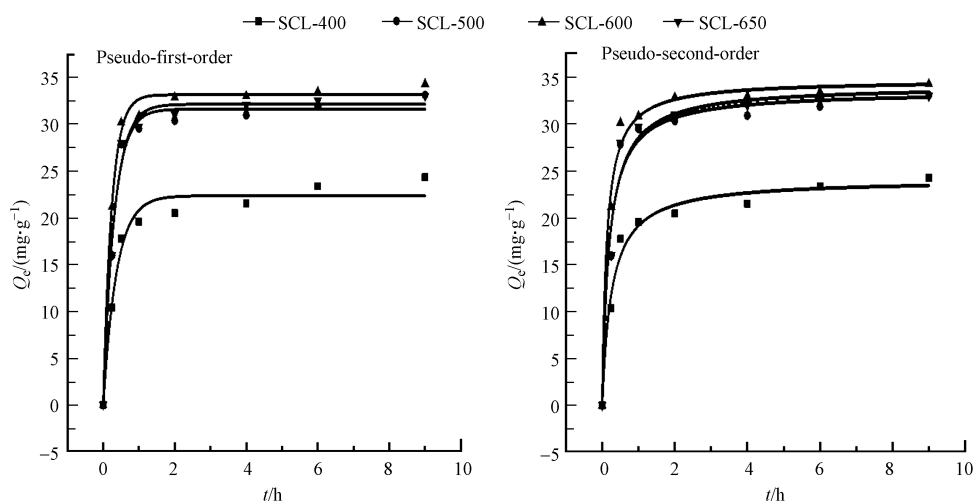 SCL-400 SCL-500 SCL-600 SCL-650
Pseudo-first-order
35
30
25
20
15
10
5
0
−5
Qe/(mg·g⁻¹)
0 2 4 6 8 10
t/h
Pseudo-second-order
35
30
25
20
15
10
5
0
−5
Qe/(mg·g⁻¹)
0 2 4 6 8 10
t/h